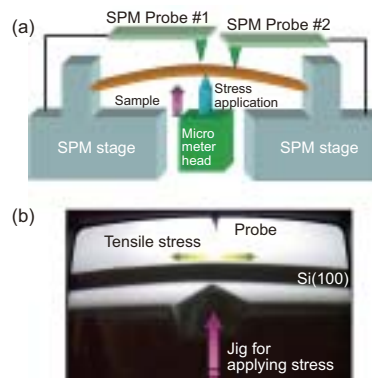 (a)
SPM Probe #1
SPM Probe #2
Sample
Stress
application
SPM stage
Micro
meter
head
SPM stage
(b)
Tensile stress
Probe
Si(100)
Jig for
applying stress